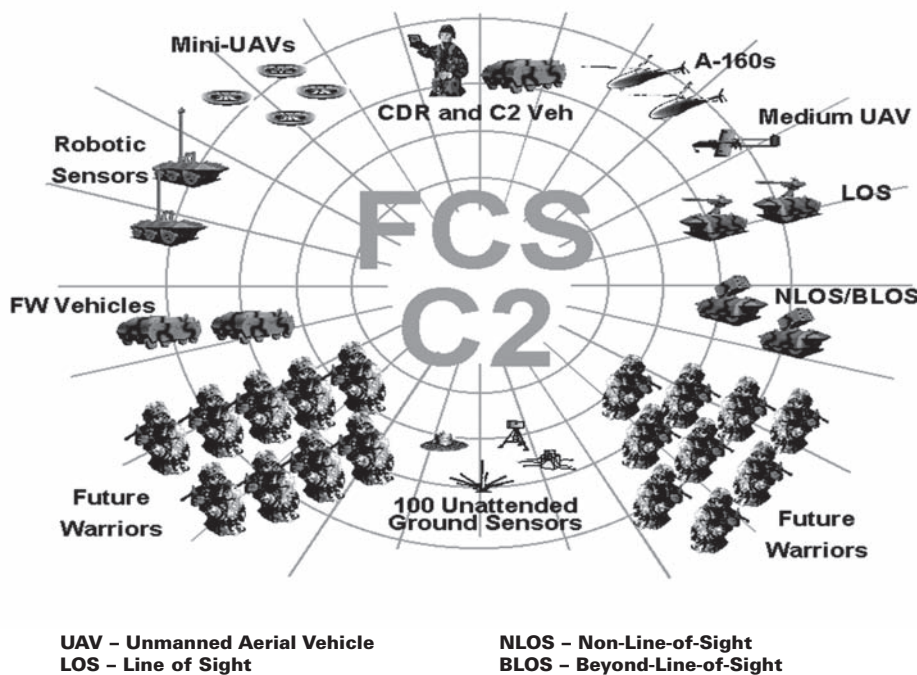 Mini-UAVs
A-160s
CDR and C2 Veh
Medium UAV
Robotic
Sensors
LOS
FCS
C2
FW Vehicles
NLOS/BLOS
Future
Warriors
100 Unattended
Ground Sensors
Future
Warriors
UAV – Unmanned Aerial Vehicle
LOS – Line of Sight
NLOS – Non-Line-of-Sight
BLOS – Beyond-Line-of-Sight